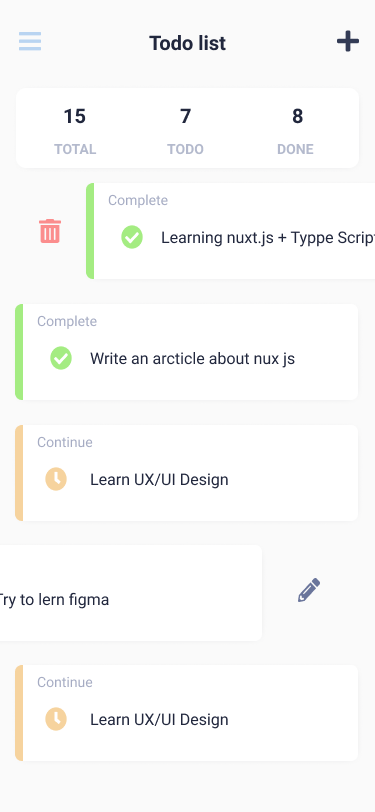 Todo list
15 7 8
TOTAL TODO DONE
Complete
Learning nuxt.js + Typpe Script
Complete
Write an arcticle about nux js
Continue
Learn UX/UI Design
Try to lern figma
Continue
Learn UX/UI Design